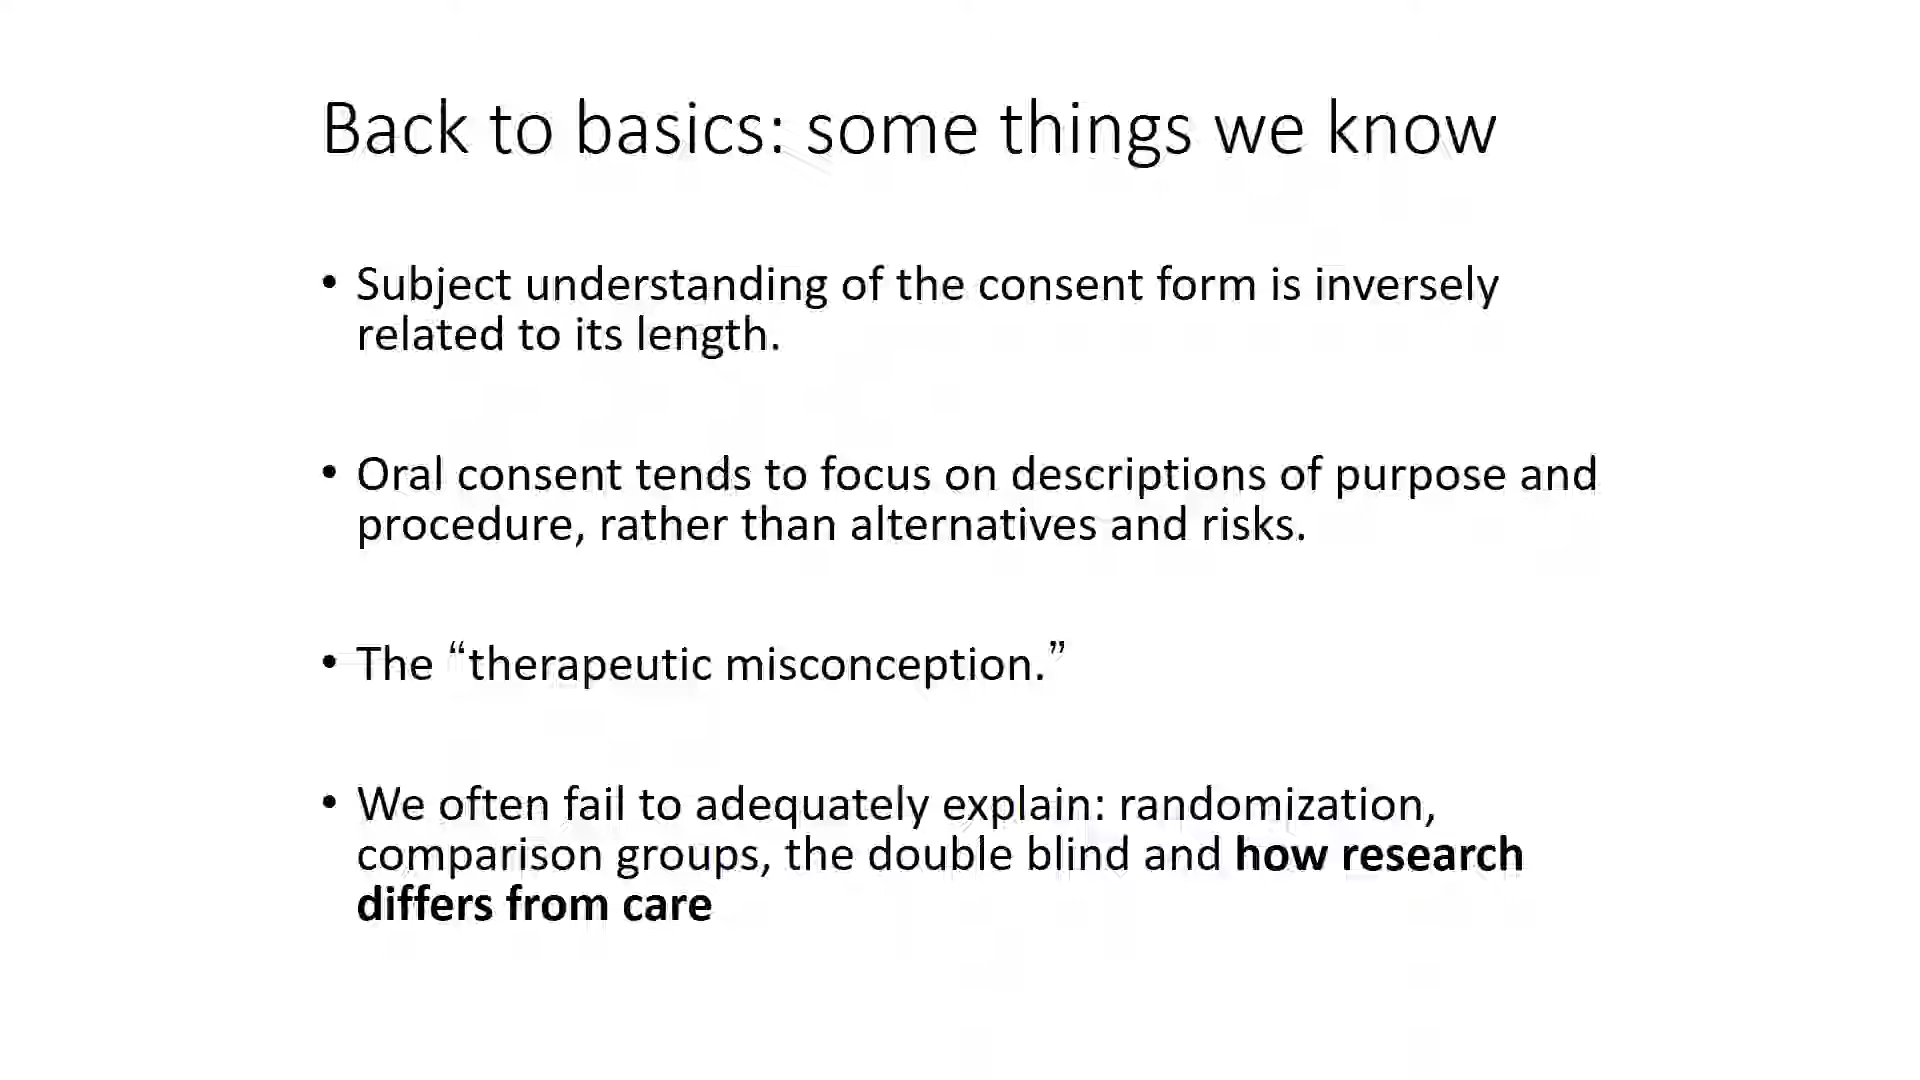 Back to basics: some things we know
• Subject understanding of the consent form is inversely
related to its length.
• Oral consent tends to focus on descriptions of purpose and
procedure, rather than alternatives and risks.
• The “therapeutic misconception.”
• We often fail to adequately explain: randomization,
comparison groups, the double blind and how research
differs from care